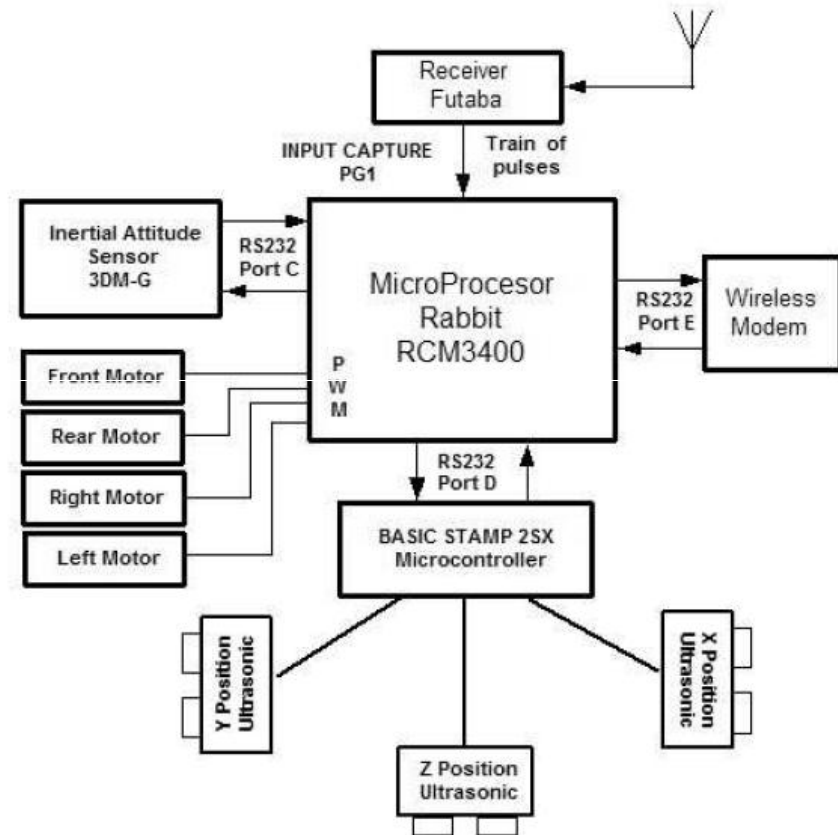 Receiver
Futaba
INPUT CAPTURE
PG1
Train of
pulses
Inertial Attitude
Sensor
3DM-G
RS232
Port C
MicroProcesor
Rabbit
RCM3400
RS232
Port E
Wireless
Modem
P
W
M
Front Motor
Rear Motor
Right Motor
Left Motor
RS232
Port D
BASIC STAMP 2SX
Microcontroller
Y Position
Ultrasonic
Z Position
Ultrasonic
X Position
Ultrasonic